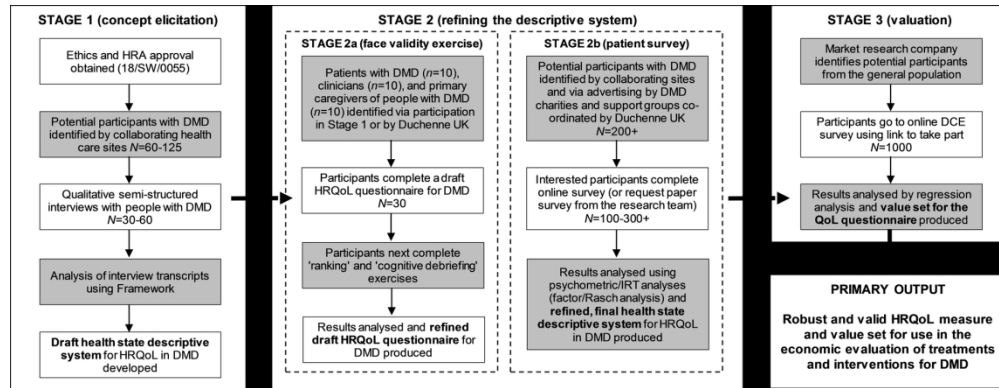 STAGE 1 (concept elicitation)
Ethics and HRA approval
obtained (18/SW/0055)
Potential participants with DMD
identified by collaborating health
care sites N=60-125
Qualitative semi-structured
interviews with people with DMD
N=30-60
Analysis of interview transcripts
using Framework
Draft health state descriptive
system for HRQoL in DMD
developed
STAGE 2 (refining the descriptive system)
STAGE 2a (face validity exercise)
Patients with DMD (n=10),
clinicians (n=10), and primary
caregivers of people with DMD
(n=10) identified via participation
in Stage 1 or by Duchenne UK
Participants complete a draft
HRQoL questionnaire for DMD
N=30
Participants next complete
'ranking' and 'cognitive debriefing'
exercises
Results analysed and refined
draft HRQoL questionnaire for
DMD produced
STAGE 2b (patient survey)
Potential participants with DMD
identified by collaborating sites
and via advertising by DMD
charities and support groups co-
ordinated by Duchenne UK
N=200+
Interested participants complete
online survey (or request paper
survey from the research team)
N=100-300+
Results analysed using
psychometric/IRT analyses
(factor/Rasch analysis) and
refined, final health state
descriptive system for HRQoL
in DMD produced
STAGE 3 (valuation)
Market research company
identifies potential participants
from the general population
Participants go to online DCE
survey using link to take part
N=1000
Results analysed by regression
analysis and value set for the
QoL questionnaire produced
PRIMARY OUTPUT
Robust and valid HRQoL measure
and value set for use in the
economic evaluation of treatments
and interventions for DMD